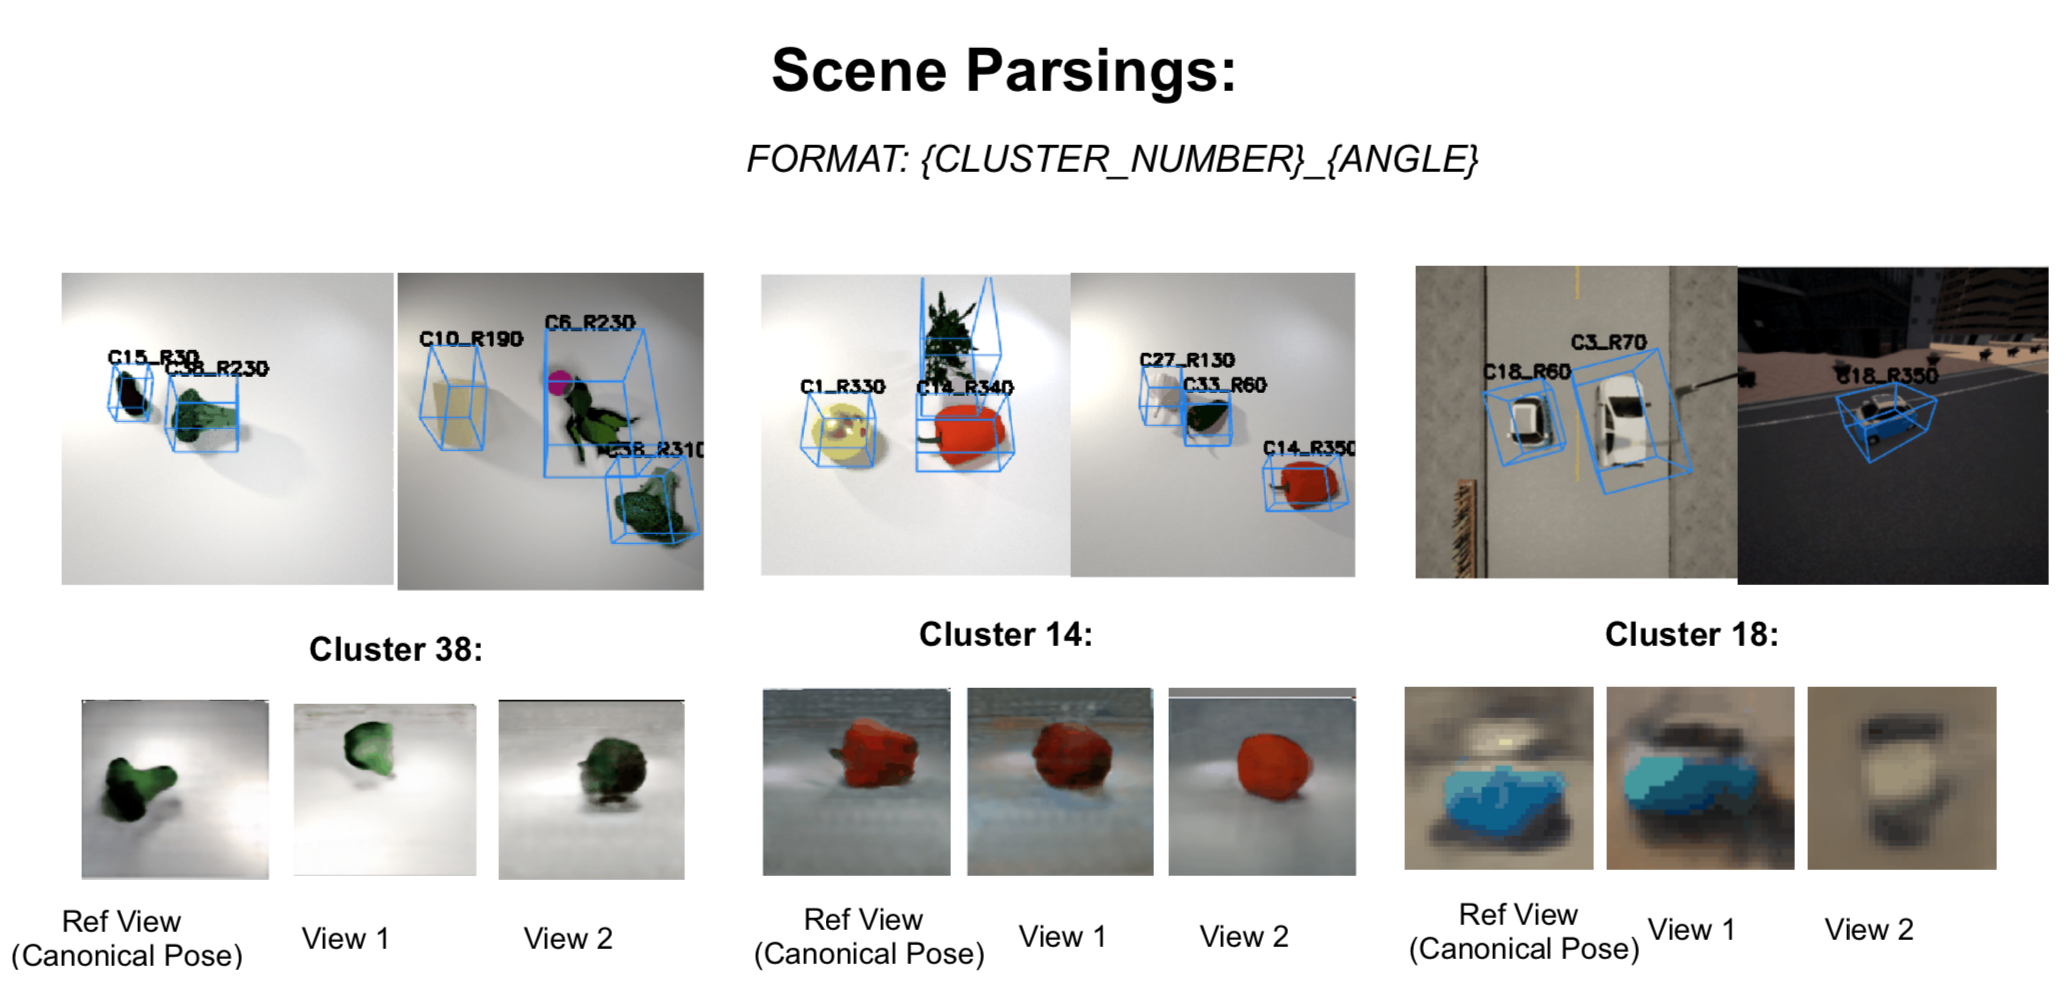 Scene Parsings:
FORMAT: {CLUSTER_NUMBER}_{ANGLE}
C15_R30
C38_R230
C10_R190
C6_R230
C38_R310
C1_R330
C14_R340
C27_R130
C33_R60
C14_R350
C18_R60
C3_R70
C18_R350
Cluster 38:
Cluster 14:
Cluster 18:
Ref View
(Canonical Pose)
View 1
View 2
Ref View
(Canonical Pose)
View 1
View 2
Ref View
(Canonical Pose)
View 1
View 2